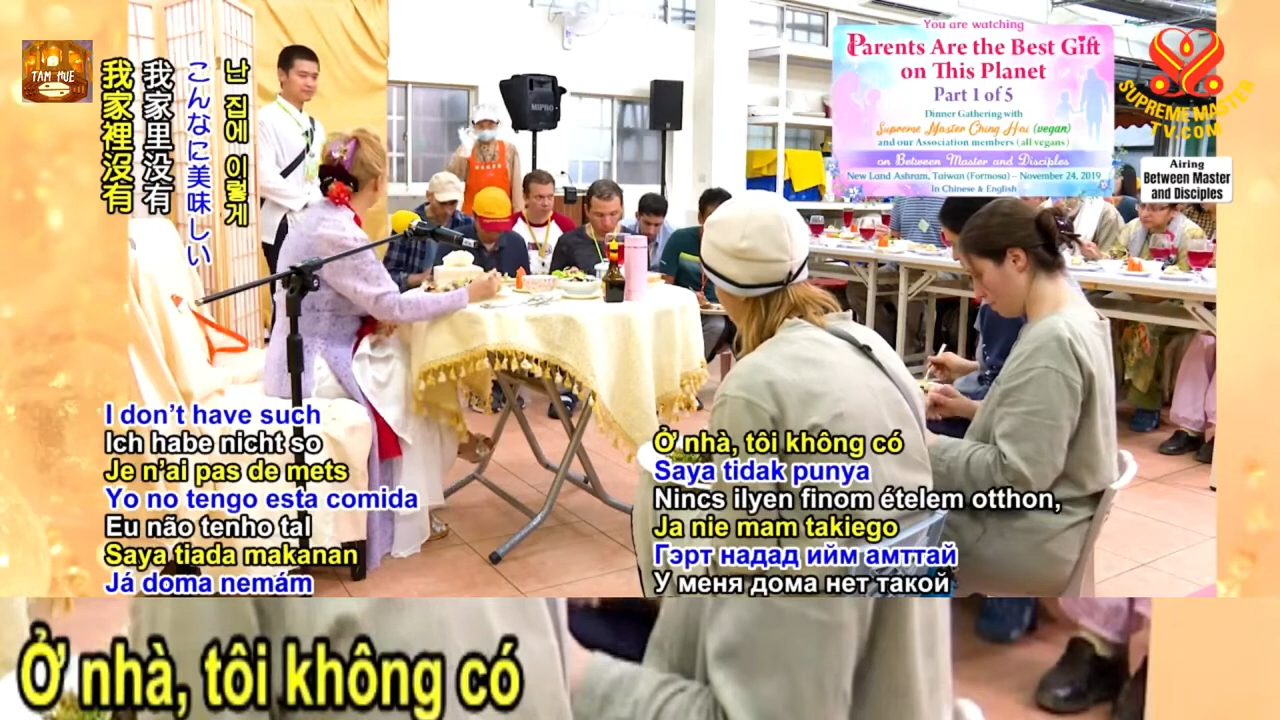 TAM HUE
我家裡沒有
我家里没有
こんなに美味しい
난 집에 이렇게
MIPRO
You are watching
Parents Are the Best Gift
on This Planet
Part 1 of 5
Dinner Gathering with
Supreme Master Ching Hai (vegan)
and our Association members (all vegans)
on Between Master and Disciples
New Land Ashram, Taiwan (Formosa) – November 24, 2019
In Chinese & English
SUPREME MASTER
TV.COM
Airing
Between Master
and Disciples
I don't have such
Ich habe nicht so
Je n'ai pas de mets
Yo no tengo esta comida
Eu não tenho tal
Saya tiada makanan
Já doma nemám
Ở nhà, tôi không có
Saya tidak punya
Nincs ilyen finom ételem otthon,
Ja nie mam takiego
Гэрт надад ийм амттай
У меня дома нет такой
Ở nhà, tôi không có